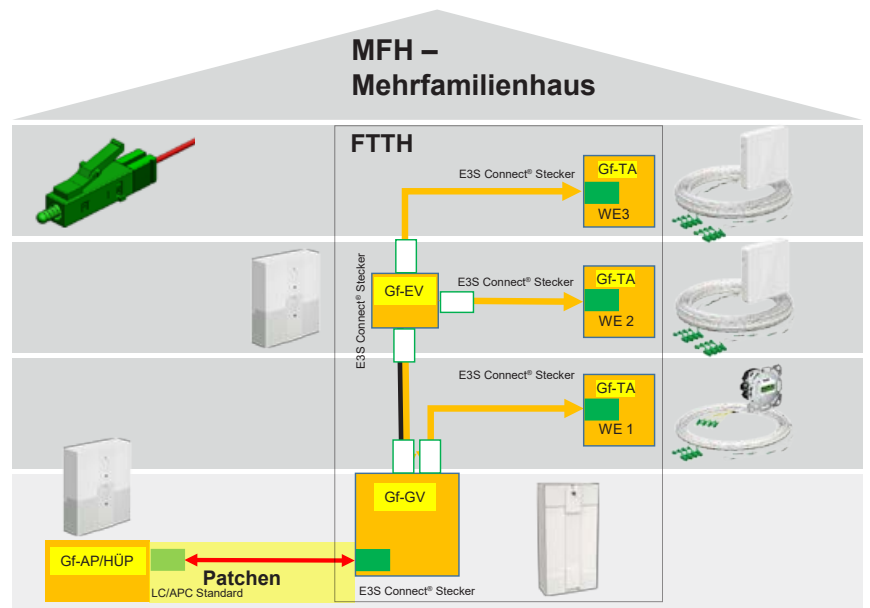 MFH –
Mehrfamilienhaus
FTTH
E3S Connect® Stecker
Gf-TA
WE3
E3S Connect® Stecker
Gf-EV
E3S Connect® Stecker
Gf-TA
WE 2
E3S Connect® Stecker
Gf-TA
WE 1
Gf-GV
Gf-AP/HÜP
Patchen
LC/APC Standard
E3S Connect® Stecker